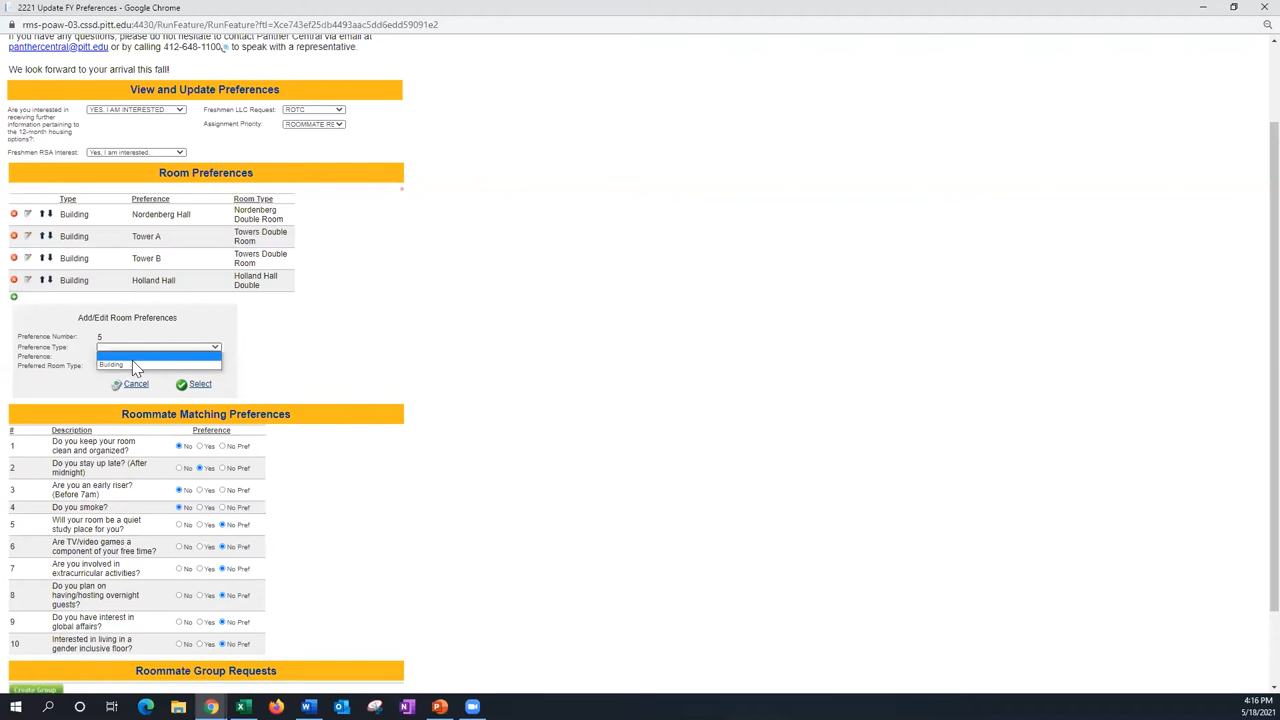 2221 Update FY Preferences - Google Chrome
rms-poaw-03.cssd.pitt.edu:4430/RunFeature/RunFeature?ftl=Xce743ef25db4493aac5dd6edd59091e2
If you have any questions, please do not hesitate to contact Panther Central via email at
panthercentral@pitt.edu or by calling 412-648-1100 to speak with a representative.
We look forward to your arrival this fall!
View and Update Preferences
Are you interested in
receiving further
information pertaining to
the 12-month housing
options?:
YES, I AM INTERESTED
Freshmen LLC Request:
ROTC
Assignment Priority:
ROOMMATE RE
Freshmen RSA Interest:
Yes, I am interested.
Room Preferences
*
Type Preference Room Type
Building Nordenberg Hall Nordenberg
Double Room
Building Tower A Towers Double
Room
Building Tower B Towers Double
Room
Building Holland Hall Holland Hall
Double
Add/Edit Room Preferences
Preference Number: 5
Preference Type:
Preference:
Building
Preferred Room Type:
Cancel Select
Roommate Matching Preferences
# Description Preference
1 Do you keep your room
clean and organized? No Yes No Pref
2 Do you stay up late? (After
midnight) No Yes No Pref
3 Are you an early riser?
(Before 7am) No Yes No Pref
4 Do you smoke? No Yes No Pref
5 Will your room be a quiet
study place for you? No Yes No Pref
6 Are TV/video games a
component of your free time? No Yes No Pref
7 Are you involved in
extracurricular activities? No Yes No Pref
8 Do you plan on
having/hosting overnight
guests? No Yes No Pref
9 Do you have interest in
global affairs? No Yes No Pref
10 Interested in living in a
gender inclusive floor? No Yes No Pref
Roommate Group Requests
Create Group
4:16 PM
5/18/2021